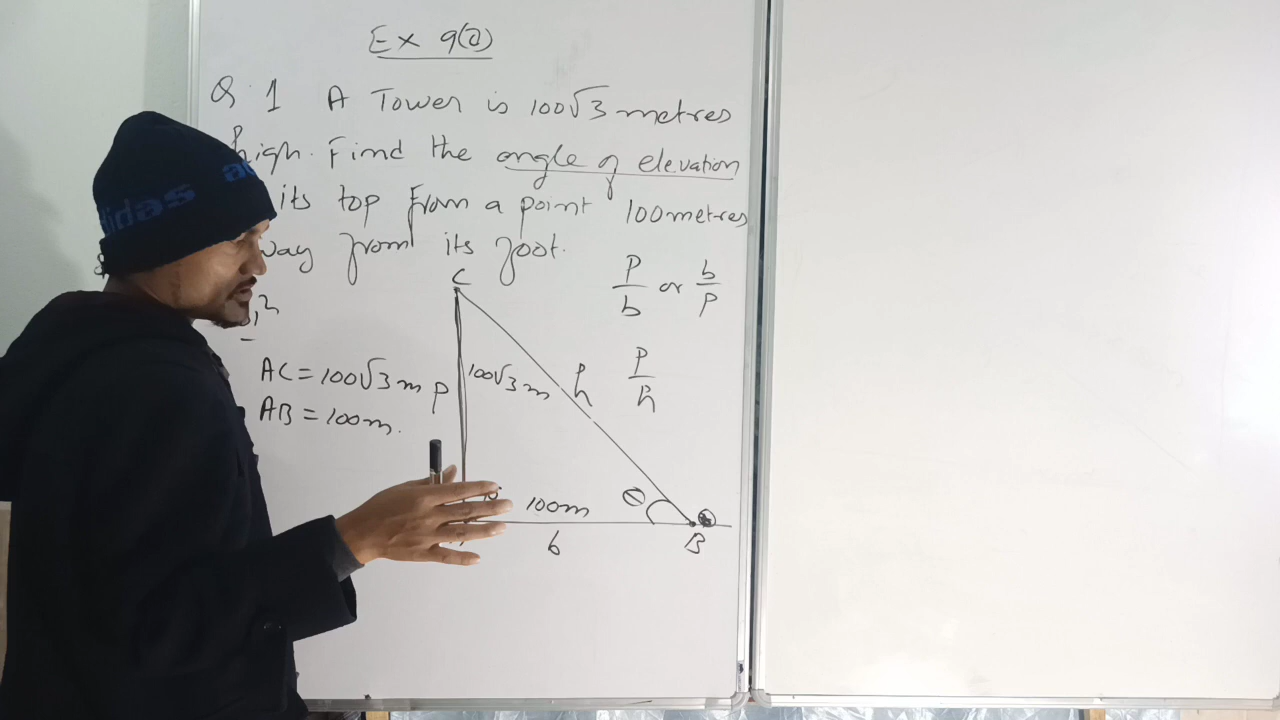 Ex 9(a)
Q.1 A Tower is 100√3 metres
high. Find the angle of elevation
its top from a point 100metres
way from its foot.
P/b or b/P
C
AC = 100√3 m
P
100√3 m
h
P/h
AB = 100m.
θ
100m
b
B
adidas